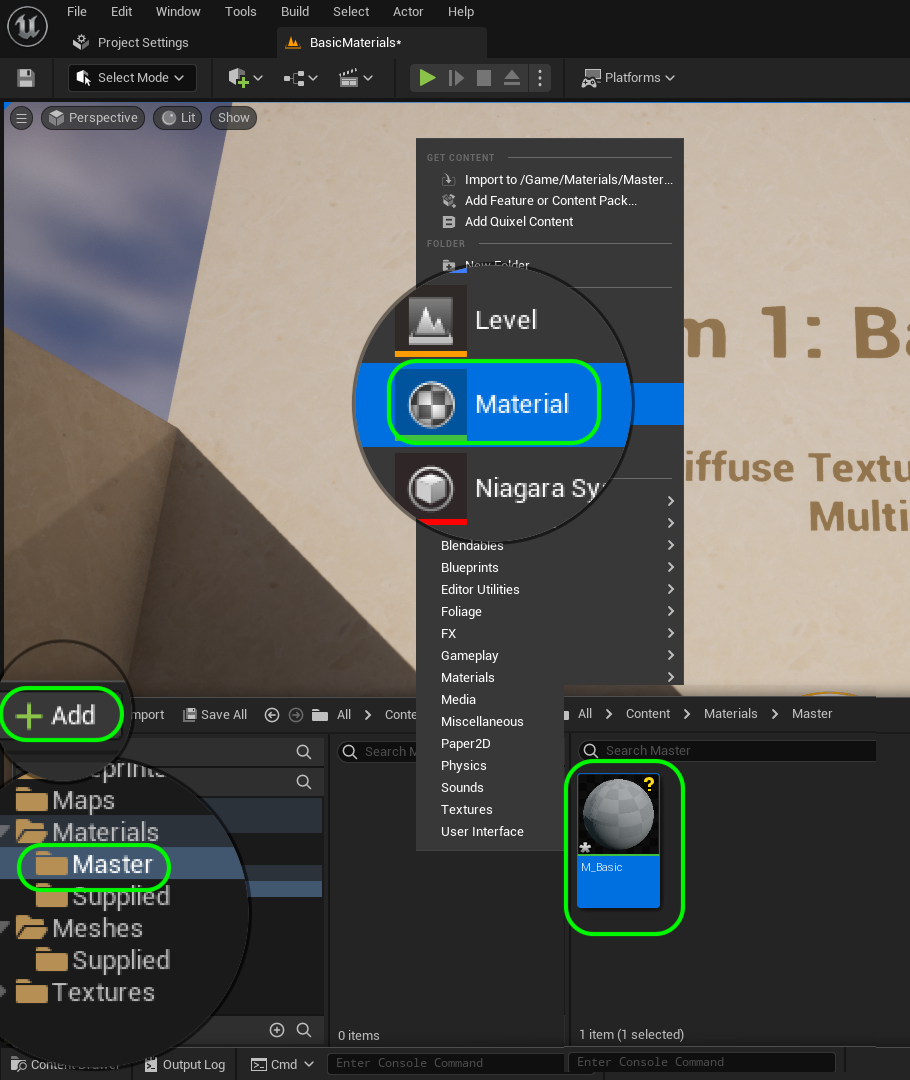 File Edit Window Tools Build Select Actor Help
Project Settings BasicMaterials*
Select Mode Platforms
Perspective Lit Show
GET CONTENT
Import to /Game/Materials/Master...
Add Feature or Content Pack...
Add Quixel Content
FOLDER
New Folder
Level
m 1: Ba
Material
iffuse Textu
Niagara Sy
Multi
Blendables
Blueprints
Editor Utilities
Foliage
FX
Gameplay
Materials
Media
Miscellaneous
Paper2D
Physics
Sounds
Textures
User Interface
Add mport Save All All Conte
All Content Materials Master
Search M
Search Master
Maps
Materials
Master
Supplied
Meshes
Supplied
Textures
?
*
M_Basic
0 items
1 item (1 selected)
Content Drawer Output Log Cmd Enter Console Command Enter Console Command